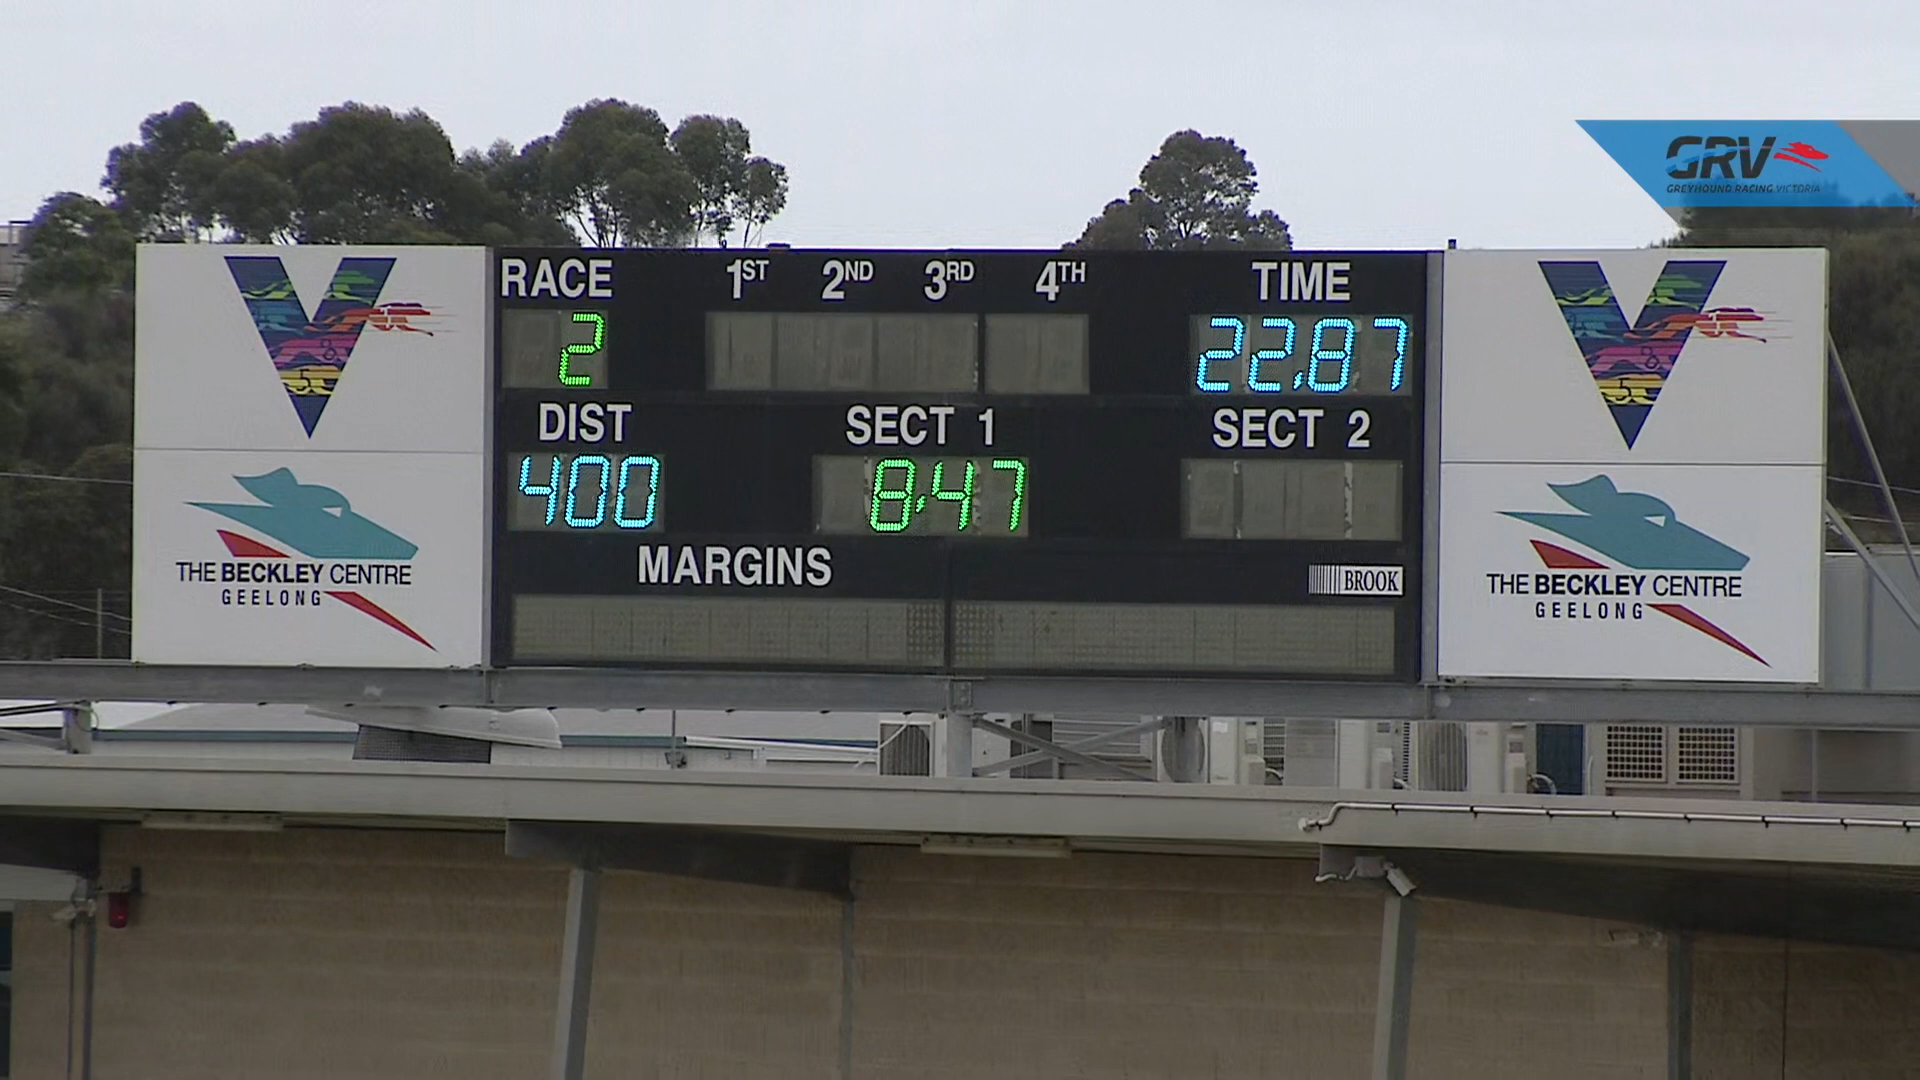 GRV
GREYHOUND RACING VICTORIA
RACE 1ST 2ND 3RD 4TH TIME
2 22.87
DIST SECT 1 SECT 2
400 8.47
MARGINS
BROOK
THE BECKLEY CENTRE
GEELONG
THE BECKLEY CENTRE
GEELONG